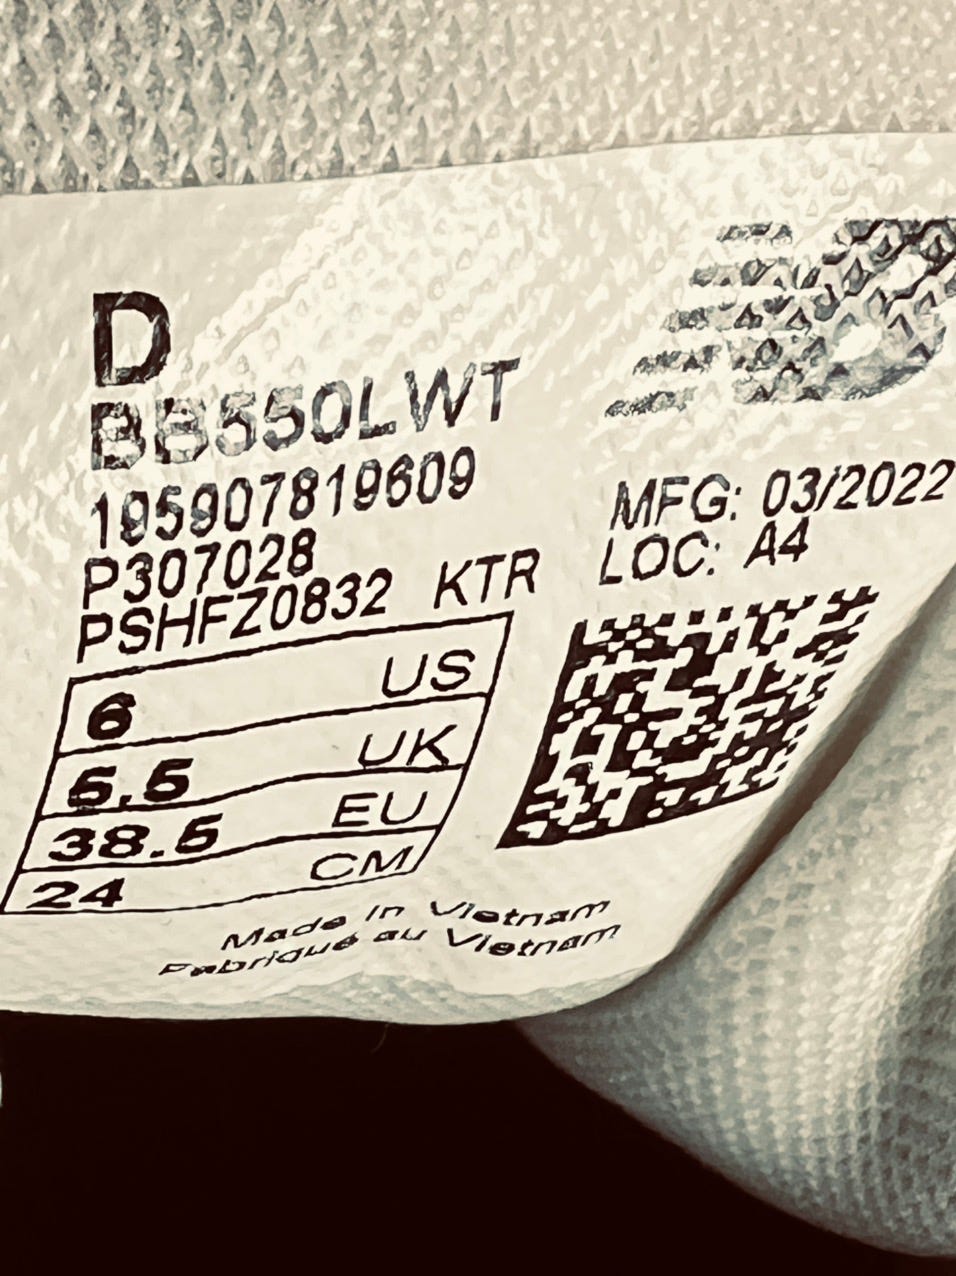 D
BB550LWT
195907819609
P307028
PSHFZ0832 KTR
6 US
5.5 UK
38.5 EU
24 CM
MFG: 03/2022
LOC: A4
Made in Vietnam
Fabriqué au Vietnam